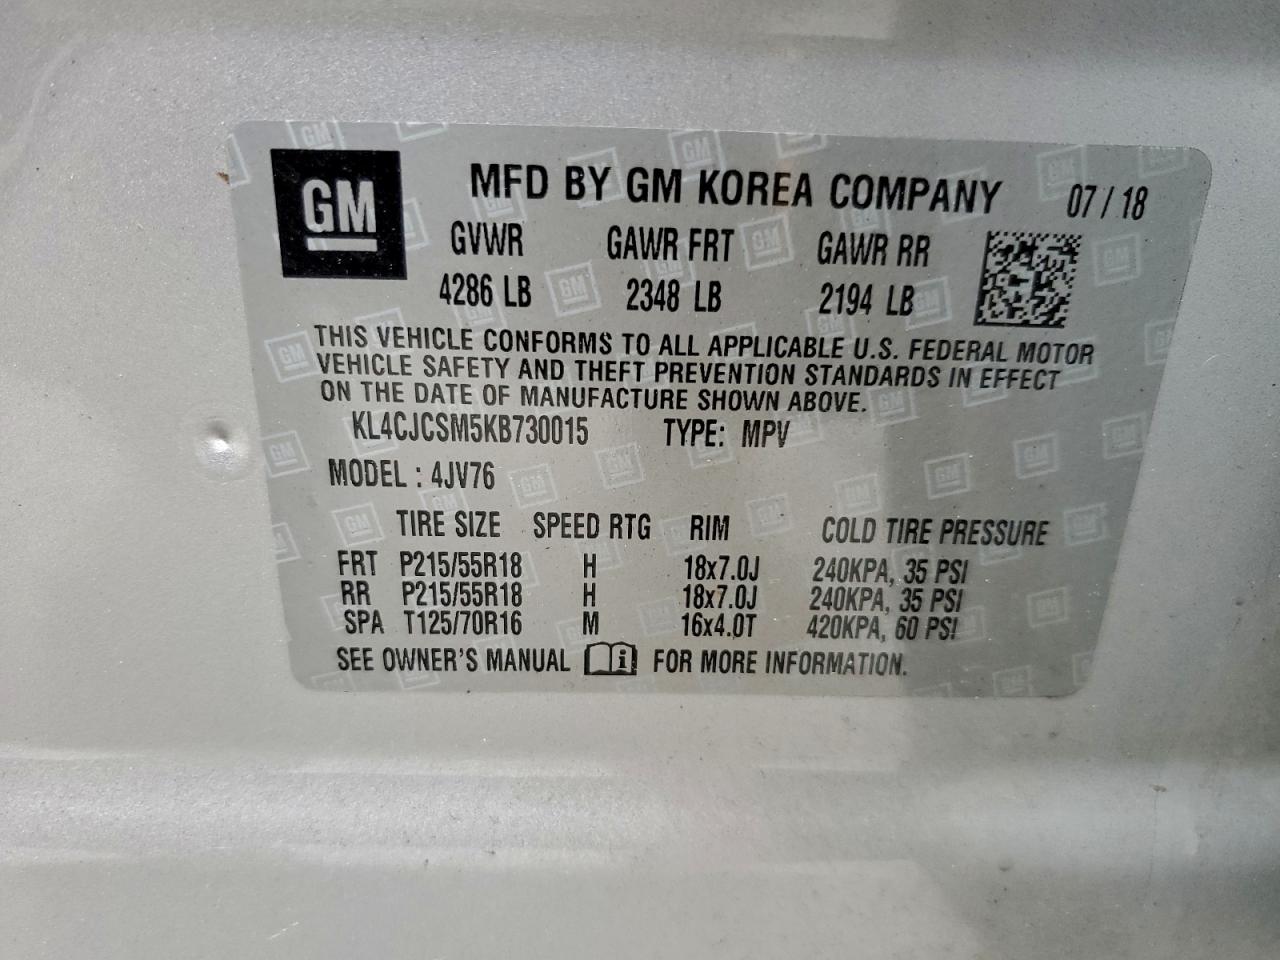 GM
MFD BY GM KOREA COMPANY 07 / 18
GVWR GAWR FRT GAWR RR
4286 LB 2348 LB 2194 LB
THIS VEHICLE CONFORMS TO ALL APPLICABLE U.S. FEDERAL MOTOR
VEHICLE SAFETY AND THEFT PREVENTION STANDARDS IN EFFECT
ON THE DATE OF MANUFACTURE SHOWN ABOVE.
KL4CJCSM5KB730015 TYPE: MPV
MODEL : 4JV76
TIRE SIZE SPEED RTG RIM COLD TIRE PRESSURE
FRT P215/55R18 H 18x7.0J 240KPA, 35 PSI
RR P215/55R18 H 18x7.0J 240KPA, 35 PSI
SPA T125/70R16 M 16x4.0T 420KPA, 60 PSI
SEE OWNER'S MANUAL i FOR MORE INFORMATION.